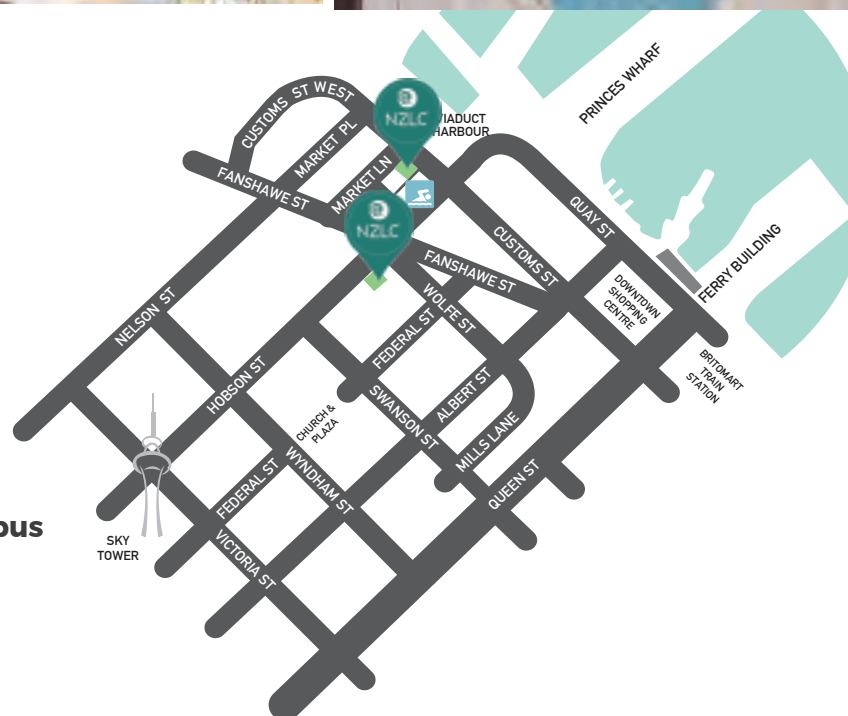 PRINCES WHARF
CUSTOMS ST WEST
NZLC
VIADUCT
HARBOUR
MARKET PL
MARKET LN
FANSHAWE ST
NZLC
QUAY ST
CUSTOMS ST
FERRY BUILDING
FANSHAWE ST
DOWNTOWN
SHOPPING
CENTRE
WOLFE ST
NELSON ST
FEDERAL ST
BRITOMART
TRAIN
STATION
HOBSON ST
ALBERT ST
SWANSON ST
CHURCH &
PLAZA
MILLS LANE
WYNDHAM ST
QUEEN ST
FEDERAL ST
pus
SKY
TOWER
VICTORIA ST